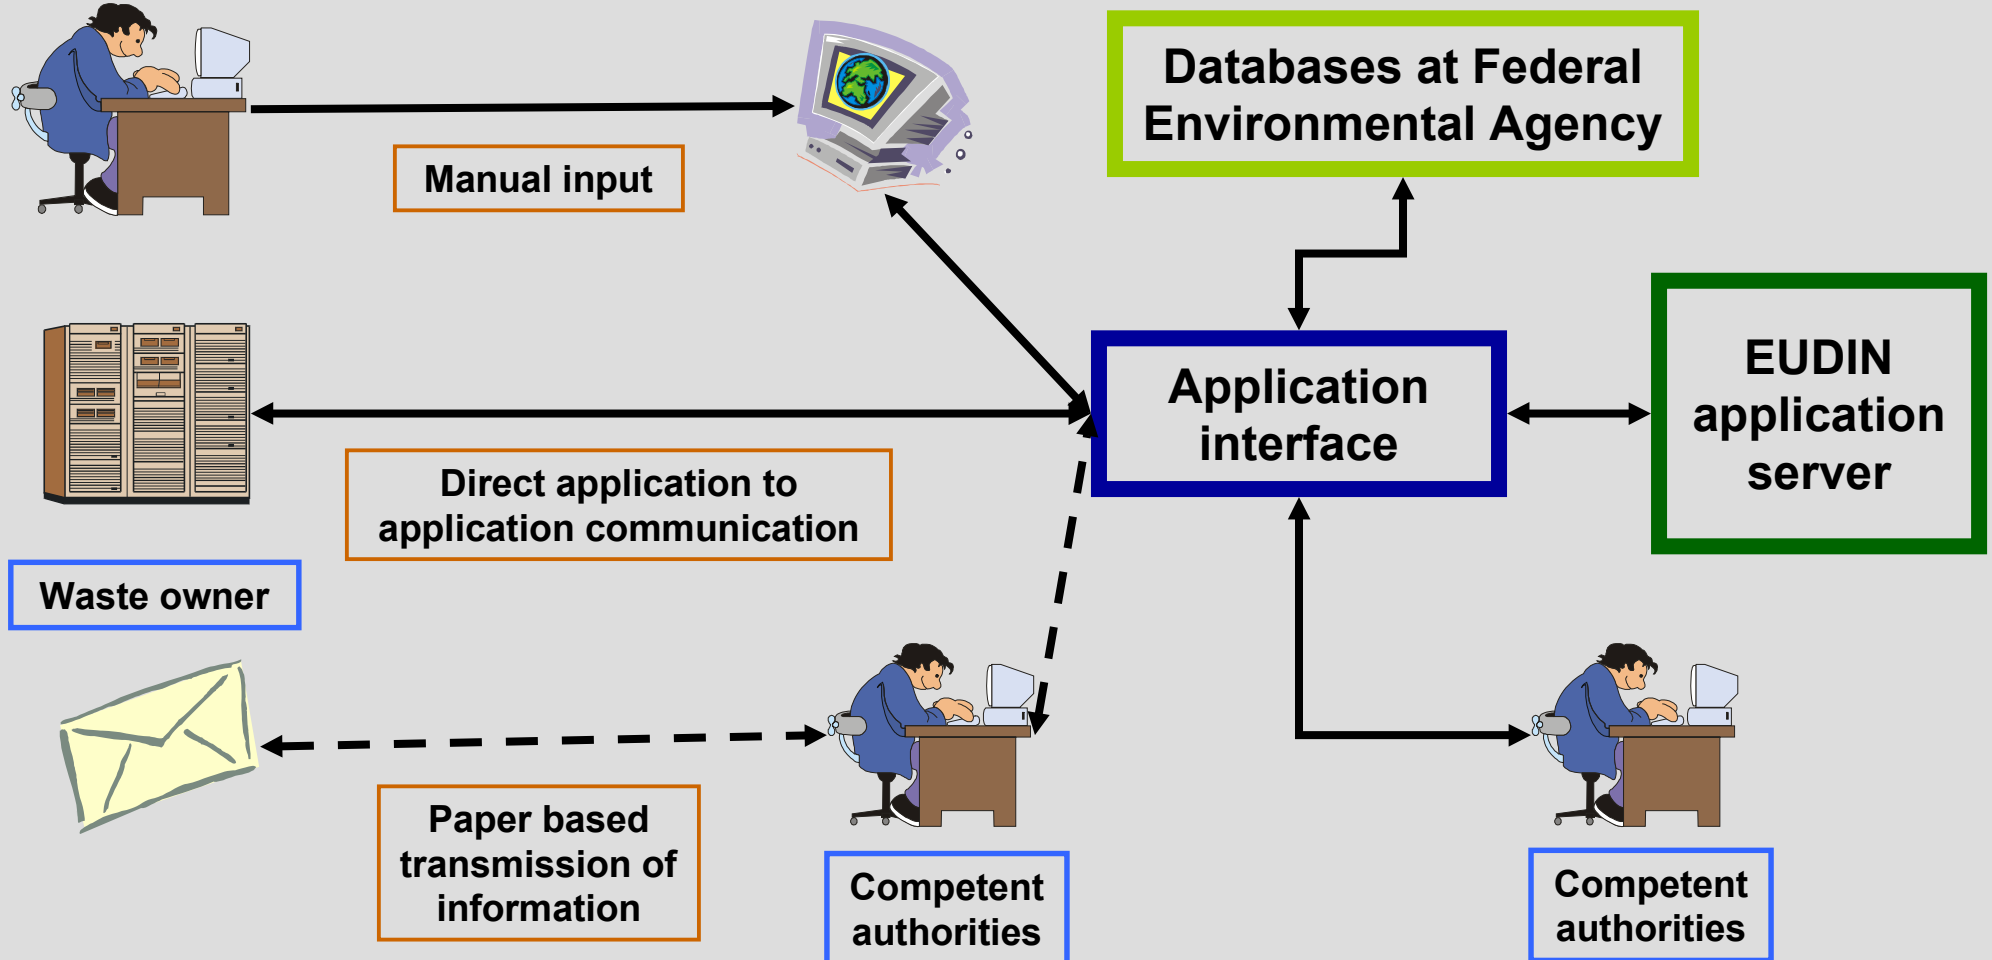 Databases at Federal
Environmental Agency
Manual input
EUDIN
application
server
Application
interface
Direct application to
application communication
Waste owner
Paper based
transmission of
information
Competent
authorities
Competent
authorities